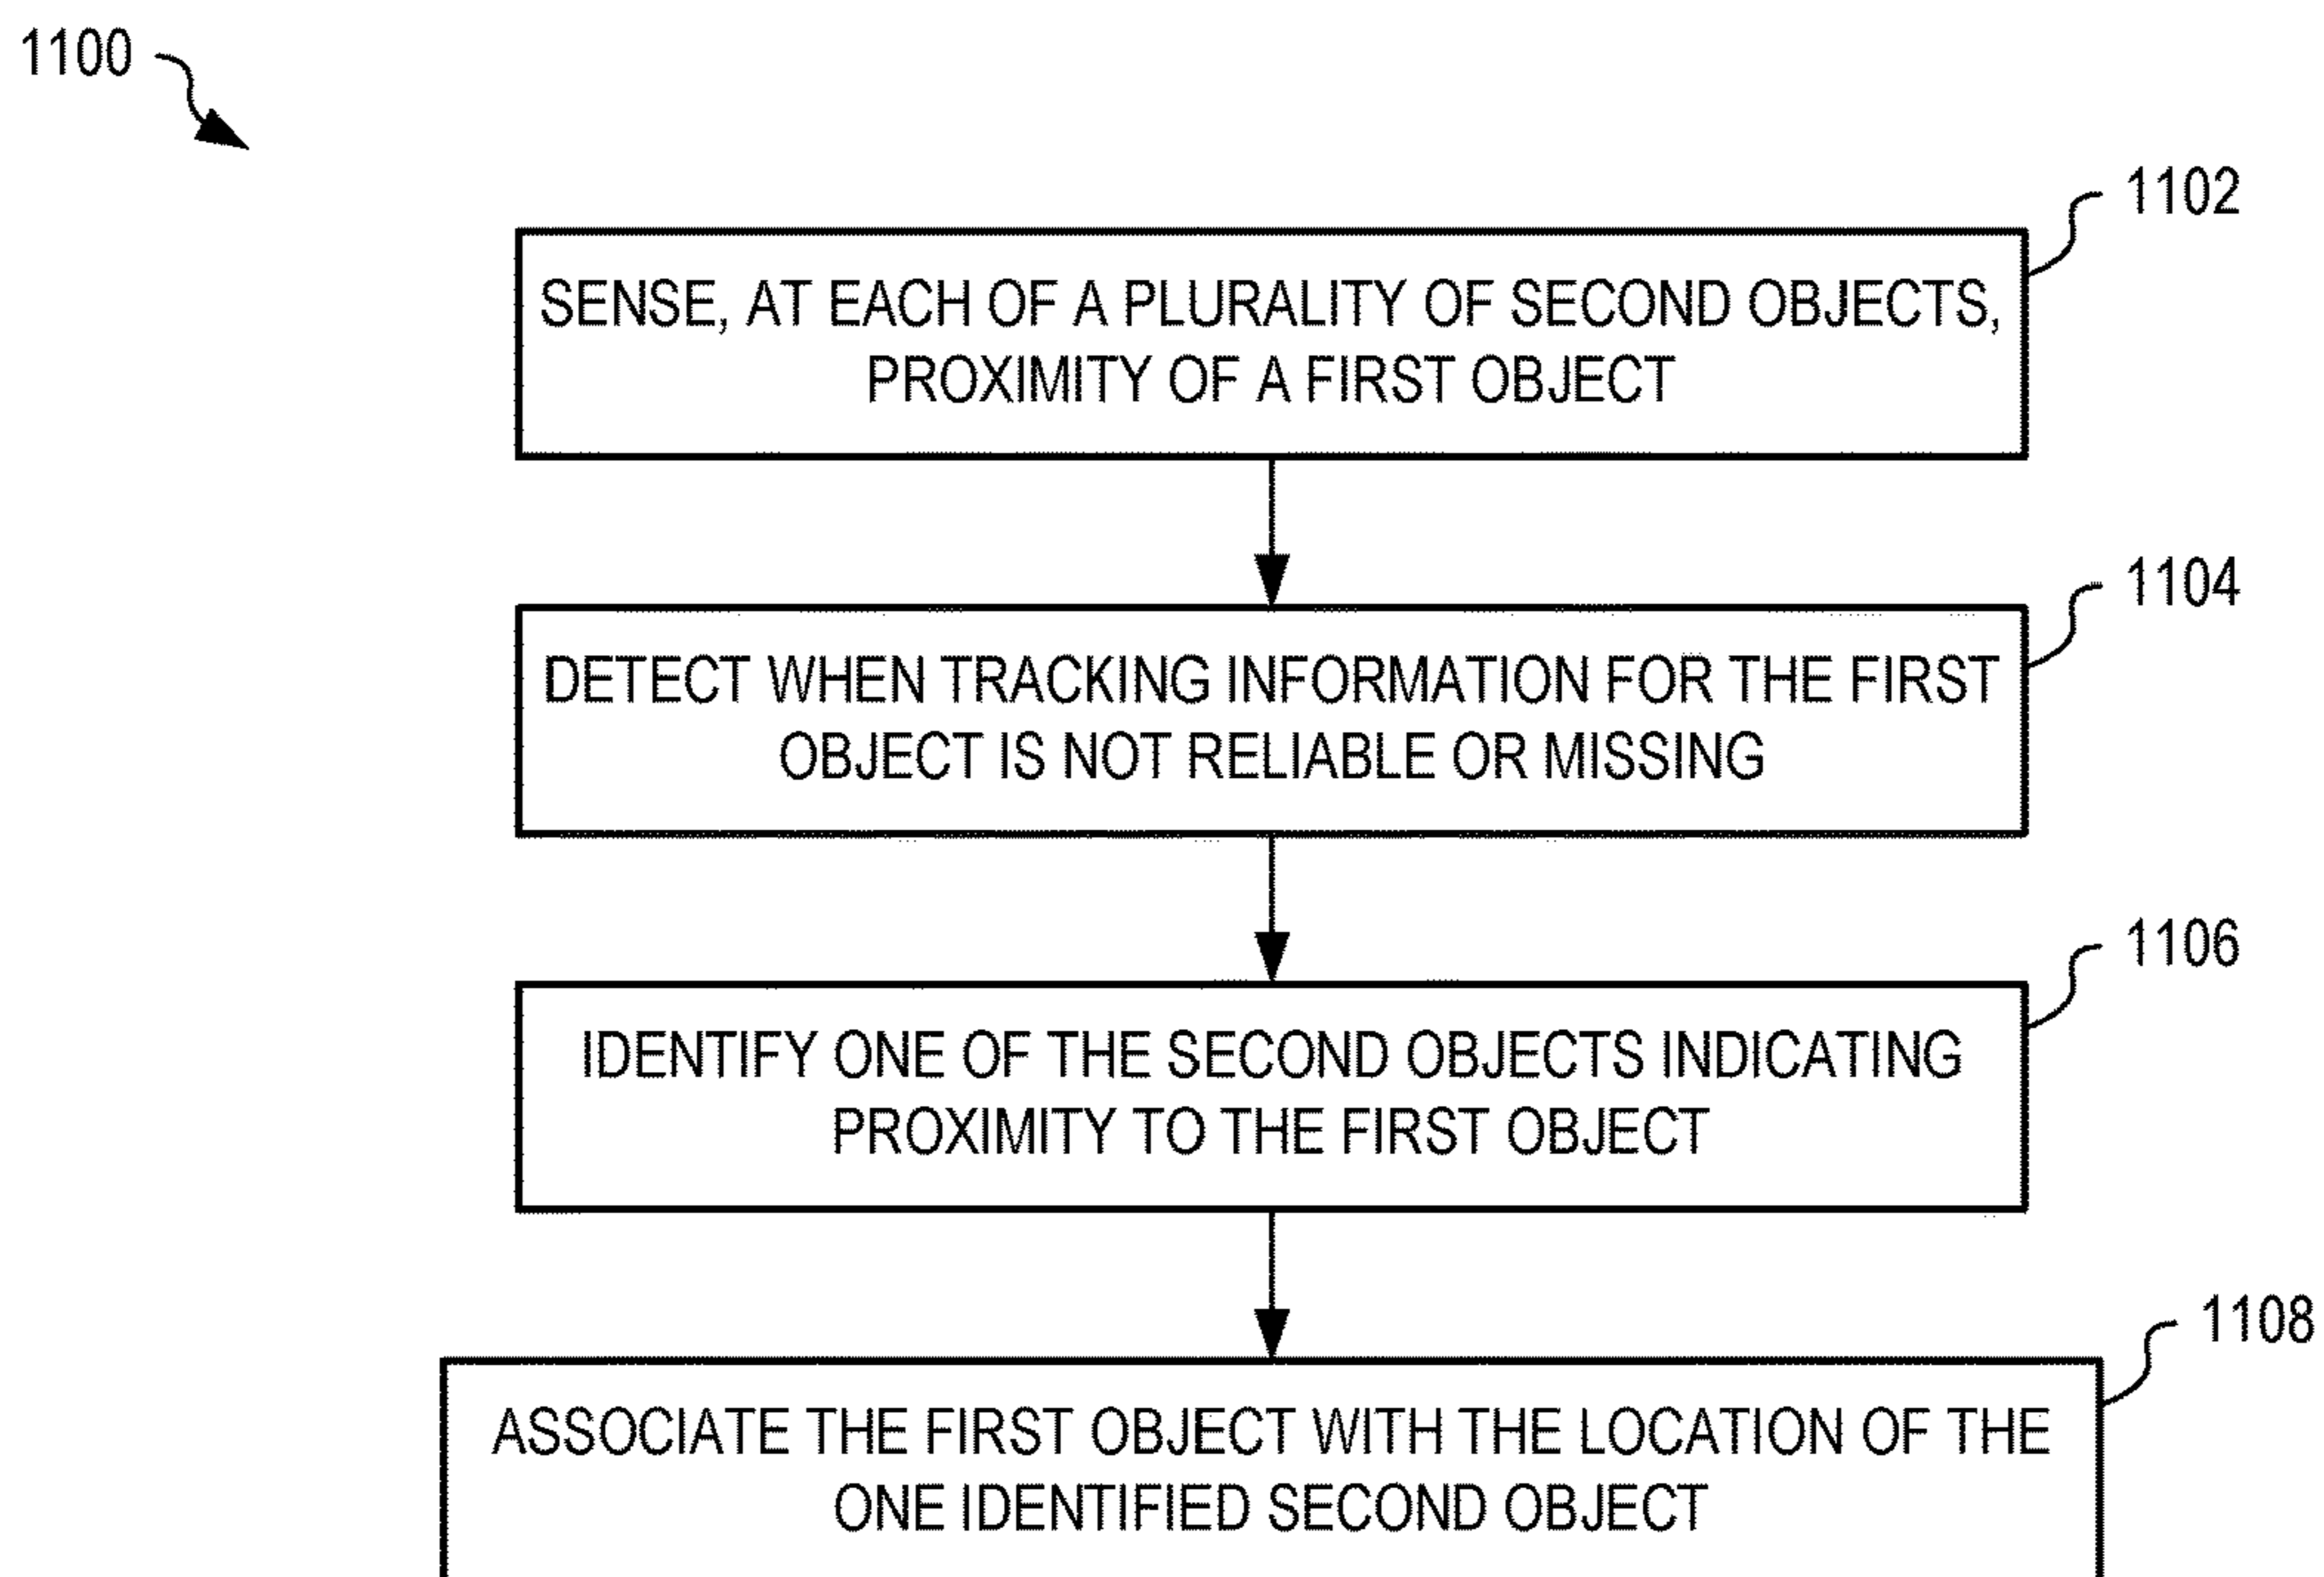 1100
1102
SENSE, AT EACH OF A PLURALITY OF SECOND OBJECTS,
PROXIMITY OF A FIRST OBJECT
1104
DETECT WHEN TRACKING INFORMATION FOR THE FIRST
OBJECT IS NOT RELIABLE OR MISSING
1106
IDENTIFY ONE OF THE SECOND OBJECTS INDICATING
PROXIMITY TO THE FIRST OBJECT
1108
ASSOCIATE THE FIRST OBJECT WITH THE LOCATION OF THE
ONE IDENTIFIED SECOND OBJECT